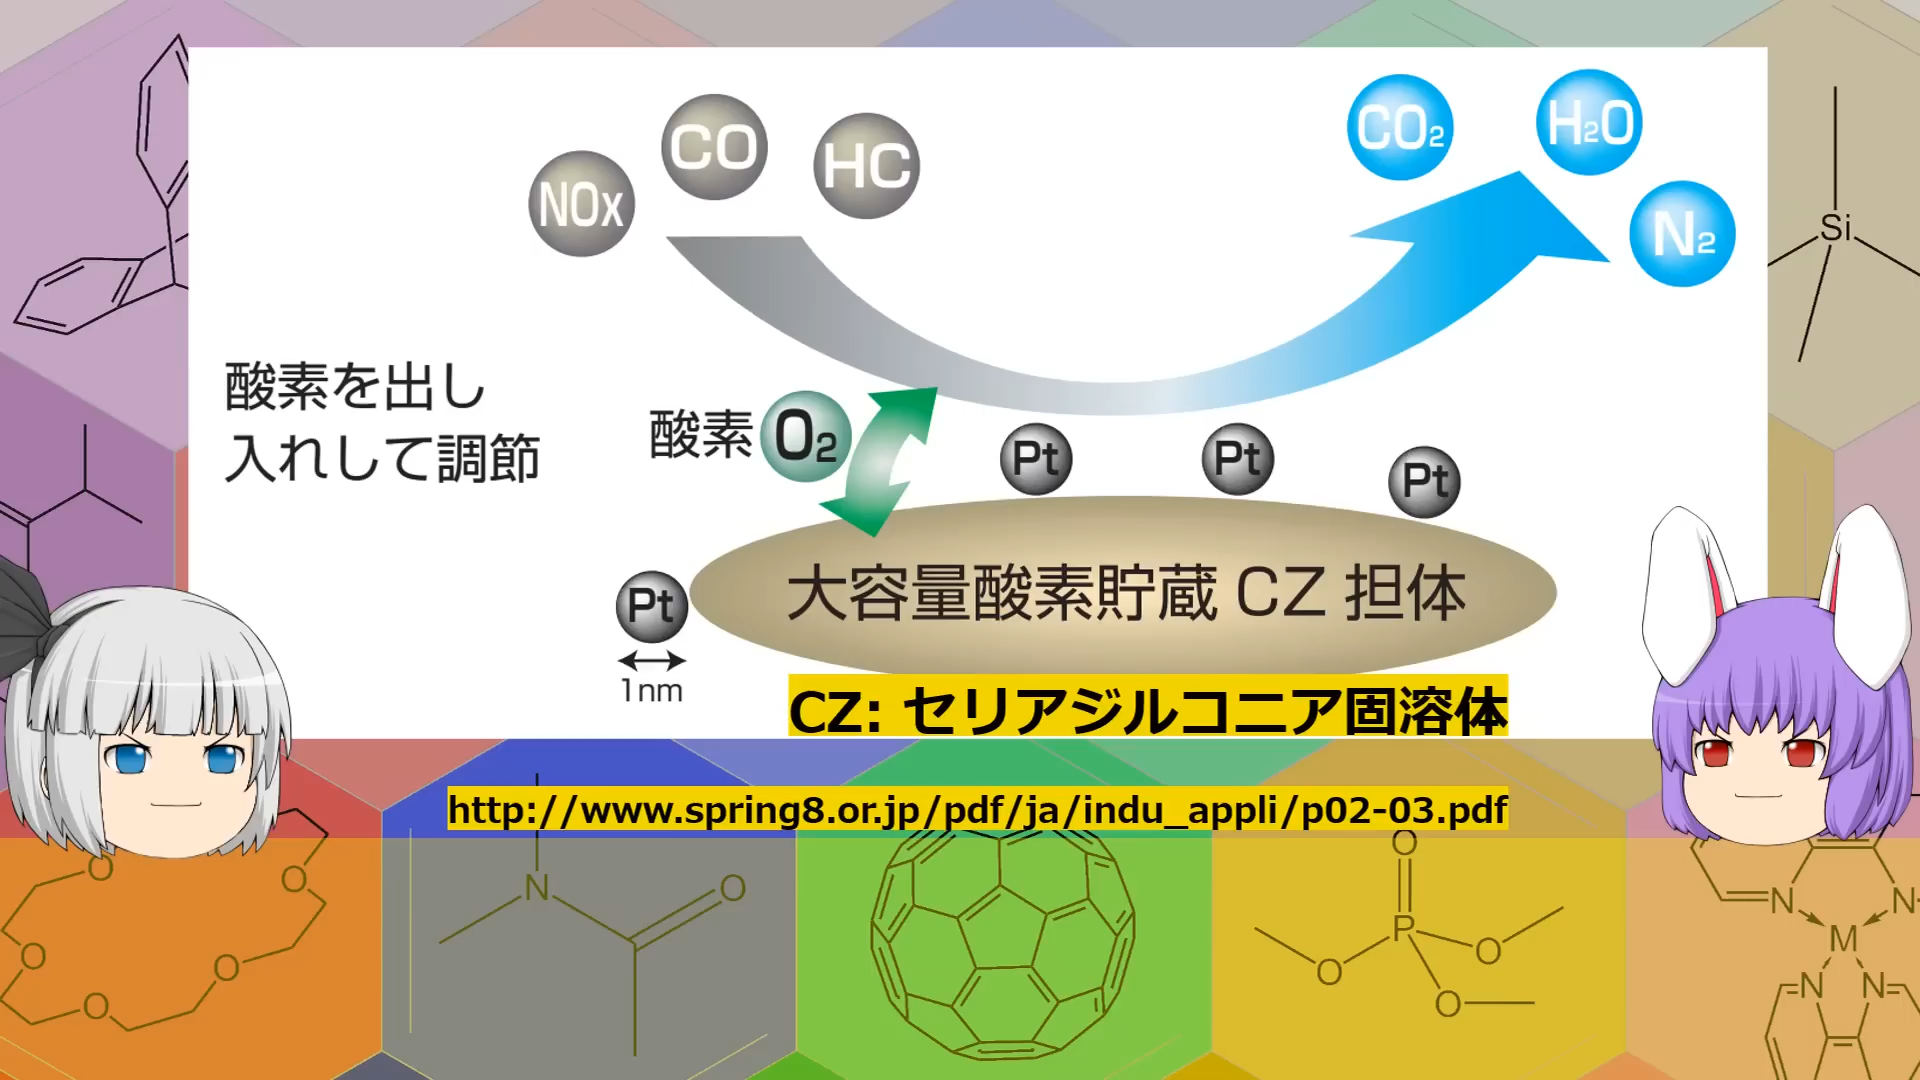 CO
HC
NOx
CO₂
H₂O
N₂
Si
酸素を出し
入れして調節
酸素 O₂
Pt
Pt
Pt
Pt
1nm
大容量酸素貯蔵 CZ 担体
CZ: セリアジルコニア固溶体
http://www.spring8.or.jp/pdf/ja/indu_appli/p02-03.pdf
O
O
O
O
O
N
O
O
P
O
O
O
N
N
M
N
N